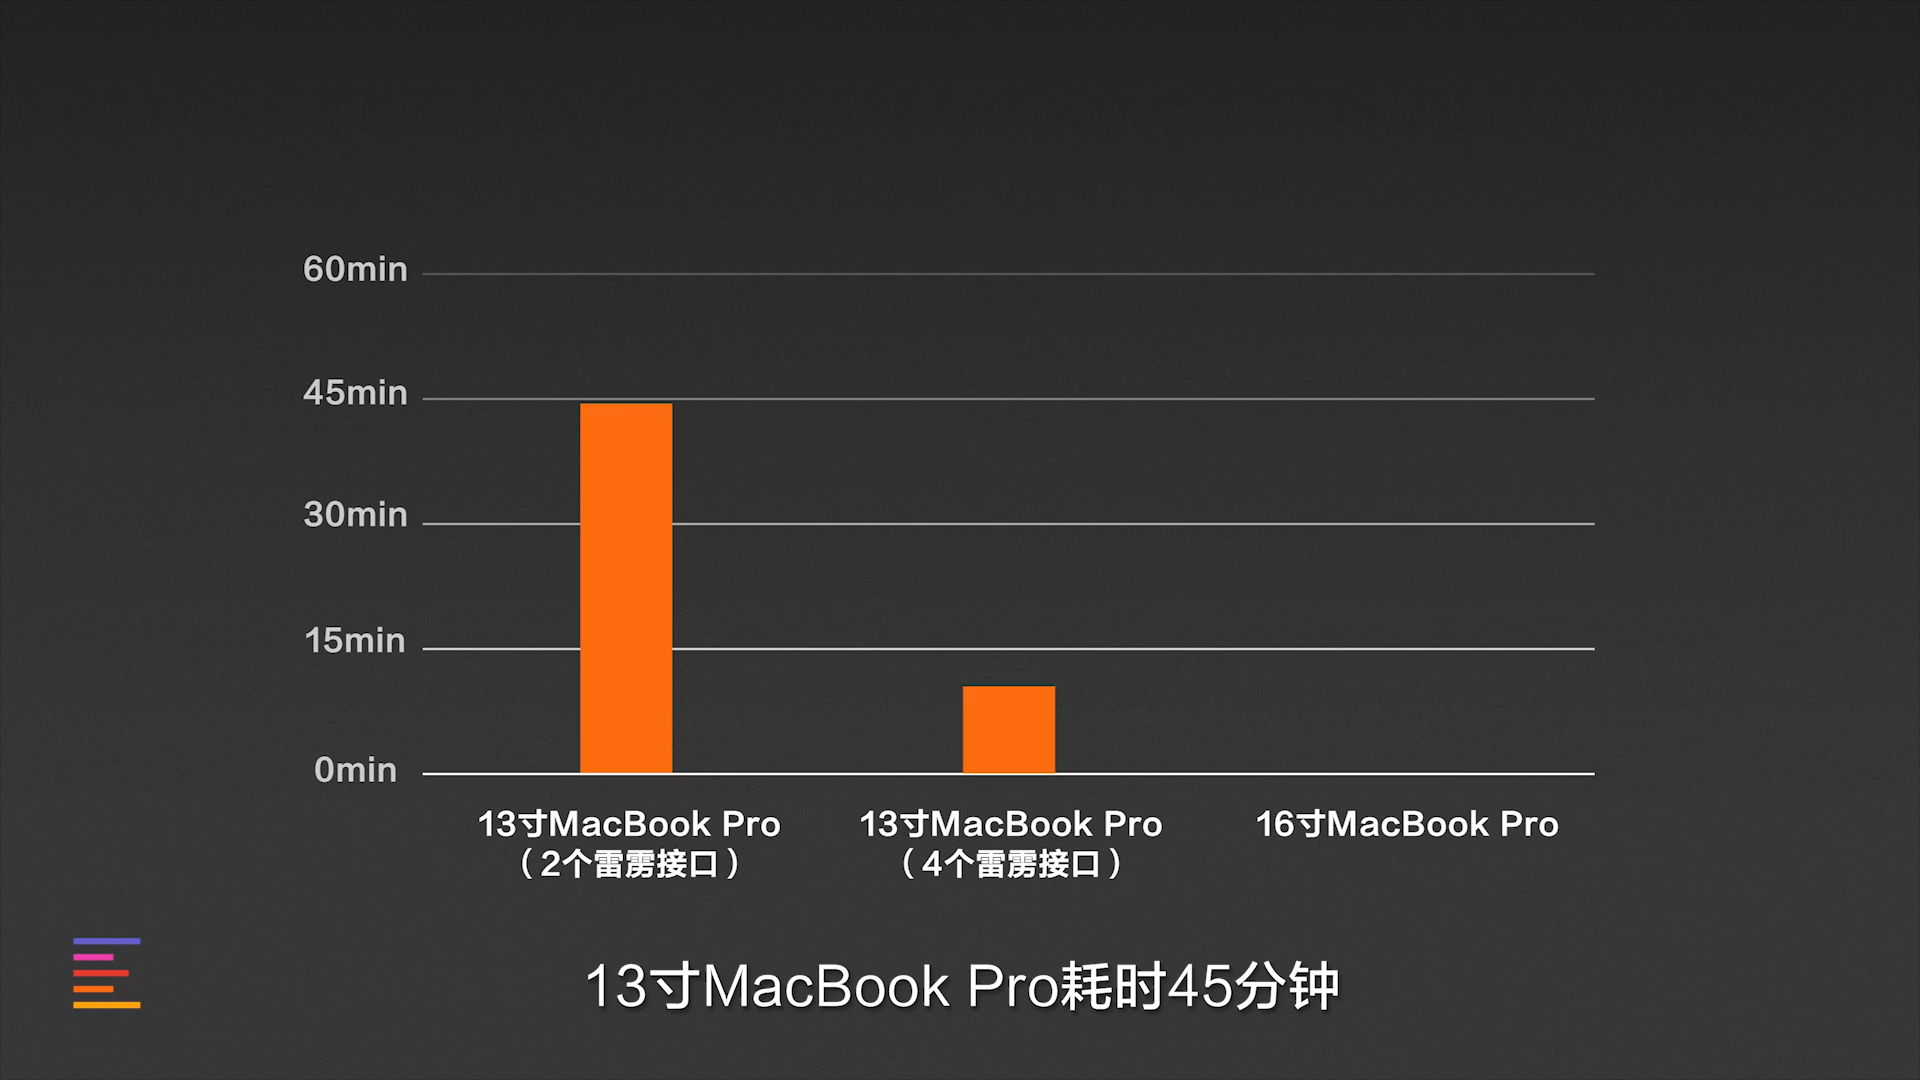 60min
45min
30min
15min
0min
13寸MacBook Pro
（2个雷雳接口）
13寸MacBook Pro
（4个雷雳接口）
16寸MacBook Pro
13寸MacBook Pro耗时45分钟